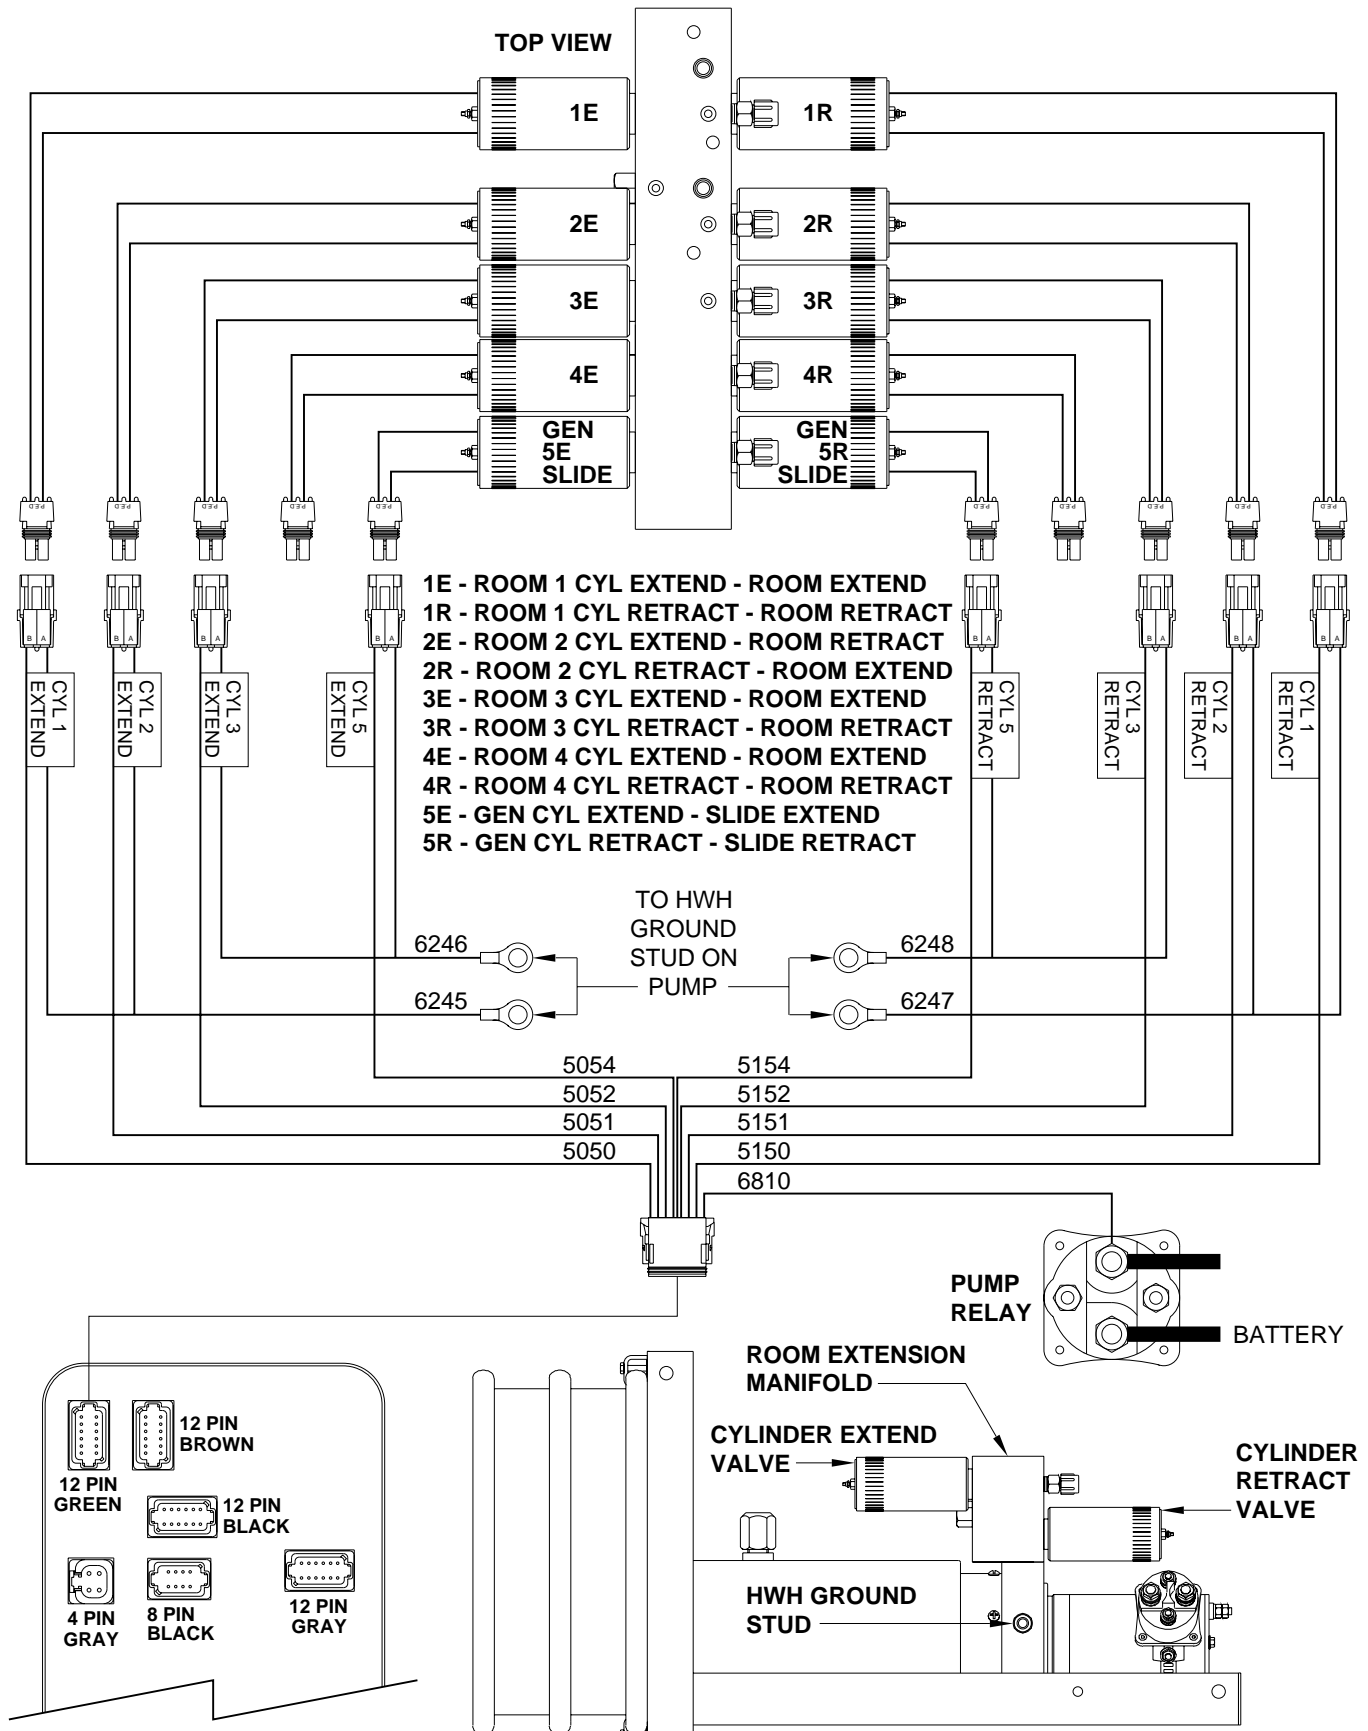 TOP VIEW
1E
1R
2E
2R
3E
3R
4E
4R
GEN
5E
SLIDE
GEN
5R
SLIDE
P.E.D.
P.E.D.
P.E.D.
P.E.D.
P.E.D.
P.E.D.
P.E.D.
P.E.D.
P.E.D.
P.E.D.
B A
B A
B A
B A
B A
B A
B A
B A
CYL 1
EXTEND
CYL 2
EXTEND
CYL 3
EXTEND
CYL 5
EXTEND
CYL 5
RETRACT
CYL 3
RETRACT
CYL 2
RETRACT
CYL 1
RETRACT
1E - ROOM 1 CYL EXTEND - ROOM EXTEND
1R - ROOM 1 CYL RETRACT - ROOM RETRACT
2E - ROOM 2 CYL EXTEND - ROOM RETRACT
2R - ROOM 2 CYL RETRACT - ROOM EXTEND
3E - ROOM 3 CYL EXTEND - ROOM EXTEND
3R - ROOM 3 CYL RETRACT - ROOM RETRACT
4E - ROOM 4 CYL EXTEND - ROOM EXTEND
4R - ROOM 4 CYL RETRACT - ROOM RETRACT
5E - GEN CYL EXTEND - SLIDE EXTEND
5R - GEN CYL RETRACT - SLIDE RETRACT
TO HWH
GROUND
STUD ON
PUMP
6246
6248
6245
6247
5054
5154
5052
5152
5051
5151
5050
5150
6810
PUMP
RELAY
BATTERY
12 PIN
GREEN
12 PIN
BROWN
12 PIN
BLACK
4 PIN
GRAY
8 PIN
BLACK
12 PIN
GRAY
ROOM EXTENSION
MANIFOLD
CYLINDER EXTEND
VALVE
CYLINDER
RETRACT
VALVE
HWH GROUND
STUD